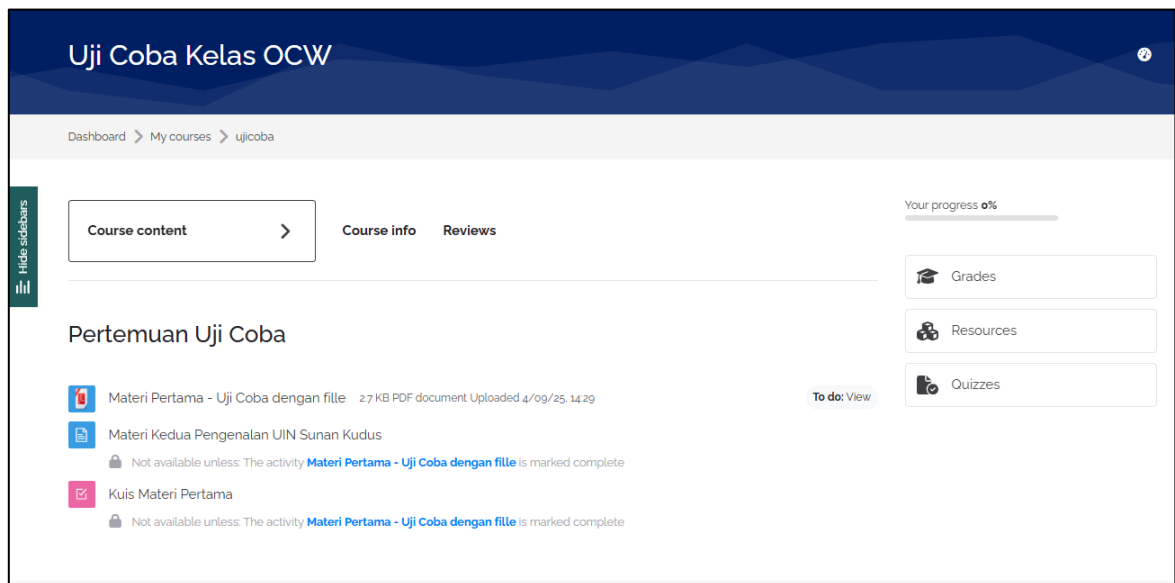 Uji Coba Kelas OCW
Dashboard > My courses > ujicoba
Hide sidebars
Course content
Course info
Reviews
Your progress 0%
Grades
Resources
Quizzes
Pertemuan Uji Coba
Materi Pertama - Uji Coba dengan fille 2.7 KB PDF document Uploaded 4/09/25, 14:29
To do: View
Materi Kedua Pengenalan UIN Sunan Kudus
Not available unless: The activity Materi Pertama - Uji Coba dengan fille is marked complete
Kuis Materi Pertama
Not available unless: The activity Materi Pertama - Uji Coba dengan fille is marked complete